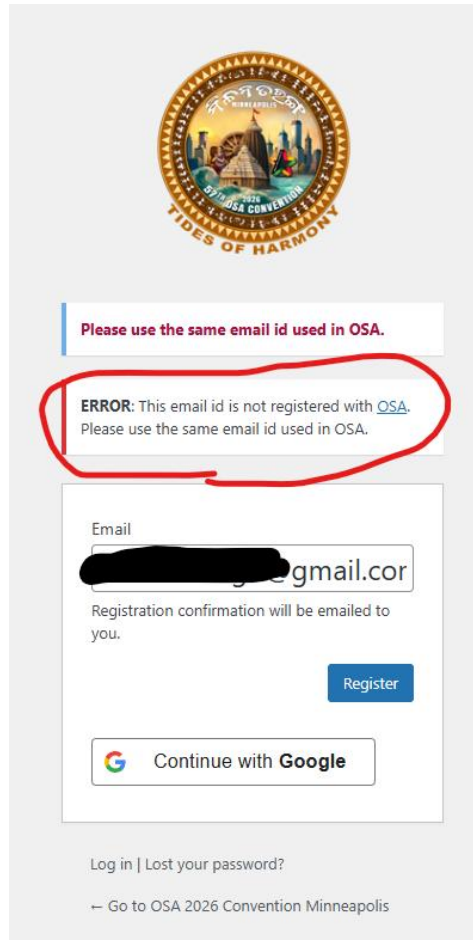 MINNEAPOLIS
2026
57TH OSA CONVENTION
TIDES OF HARMONY
Please use the same email id used in OSA.
ERROR: This email id is not registered with OSA.
Please use the same email id used in OSA.
Email
@gmail.com
Registration confirmation will be emailed to
you.
Register
Continue with Google
Log in | Lost your password?
← Go to OSA 2026 Convention Minneapolis